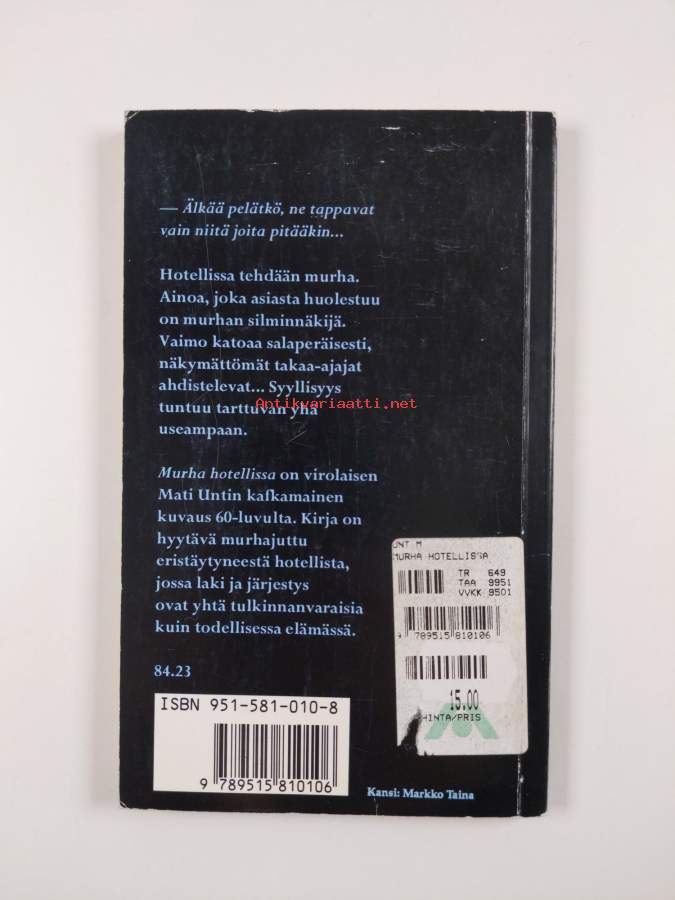 — Älkää pelätkö, ne tappavat
vain niitä joita pitääkin...
Hotellissa tehdään murha.
Ainoa, joka asiasta huolestuu
on murhan silminnäkijä.
Vaimo katoaa salaperäisesti,
näkymättömät takaa-ajajat
ahdistelevat... Syyllisyys
Antikvariaatti.net
tuntuu tarttuvan yhä
useampaan.
Murha hotellissa on virolaisen
Mati Untin kafkamainen
kuvaus 60-luvulta. Kirja on
hyytävä murhajuttu
eristäytyneestä hotellista,
jossa laki ja järjestys
ovat yhtä tulkinnanvaraisia
kuin todellisessa elämässä.
84.23
ISBN 951-581-010-8
9 789515 810106
Kansi: Markko Taina
UNT M
MURHA HOTELLISSA
TR 649
TAA 9951
VVKK 9501
9 789515 810106
15.00
HINTA/PRIS